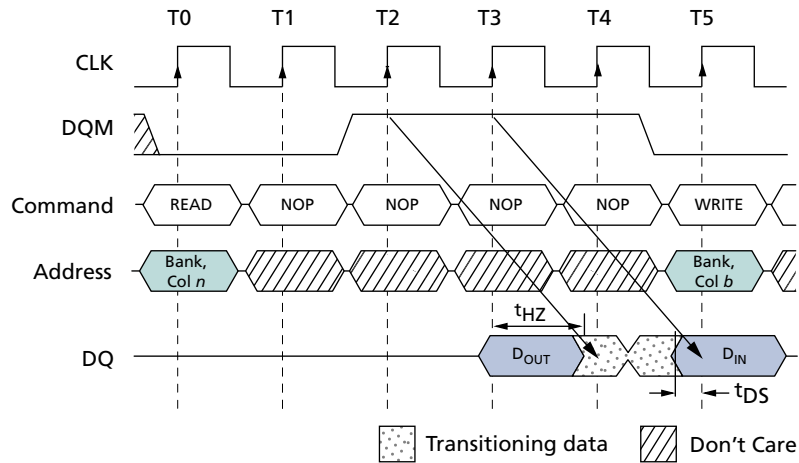 T0 T1 T2 T3 T4 T5
CLK
DQM
Command READ NOP NOP NOP NOP WRITE
Address Bank, Col n Bank, Col b
tHZ
DQ DOUT DIN
tDS
Transitioning data Don't Care